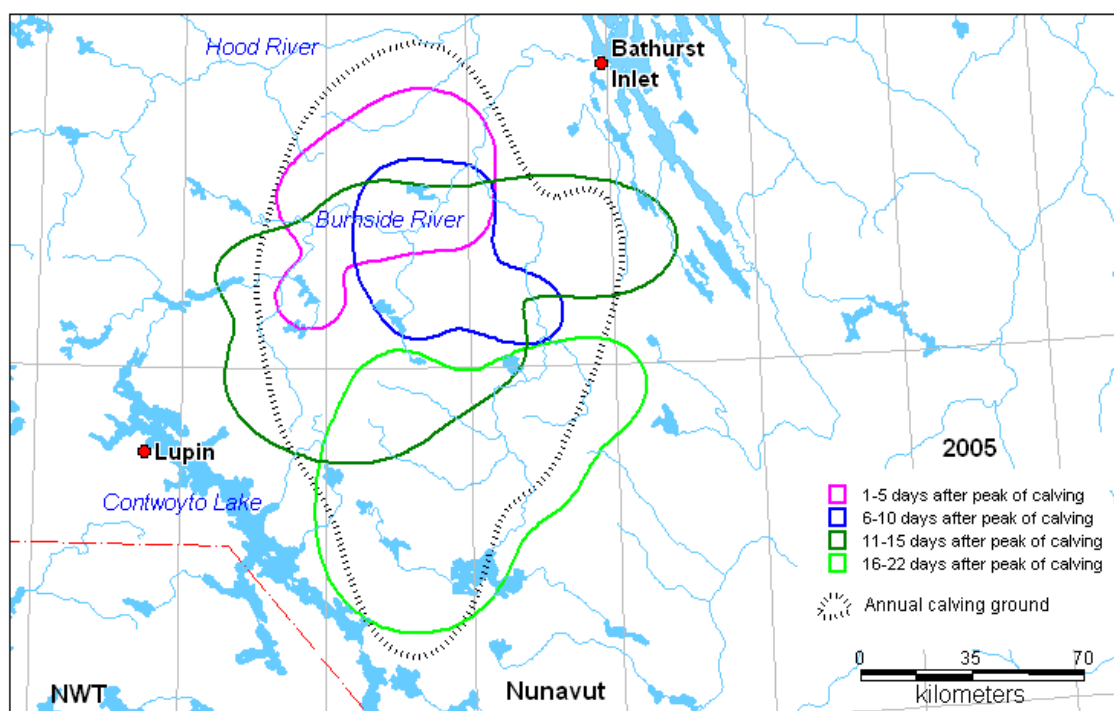 Hood River
Bathurst
Inlet
Burnside River
Lupin
Contwoyto Lake
2005
1-5 days after peak of calving
6-10 days after peak of calving
11-15 days after peak of calving
16-22 days after peak of calving
Annual calving ground
0 35 70
kilometers
NWT
Nunavut